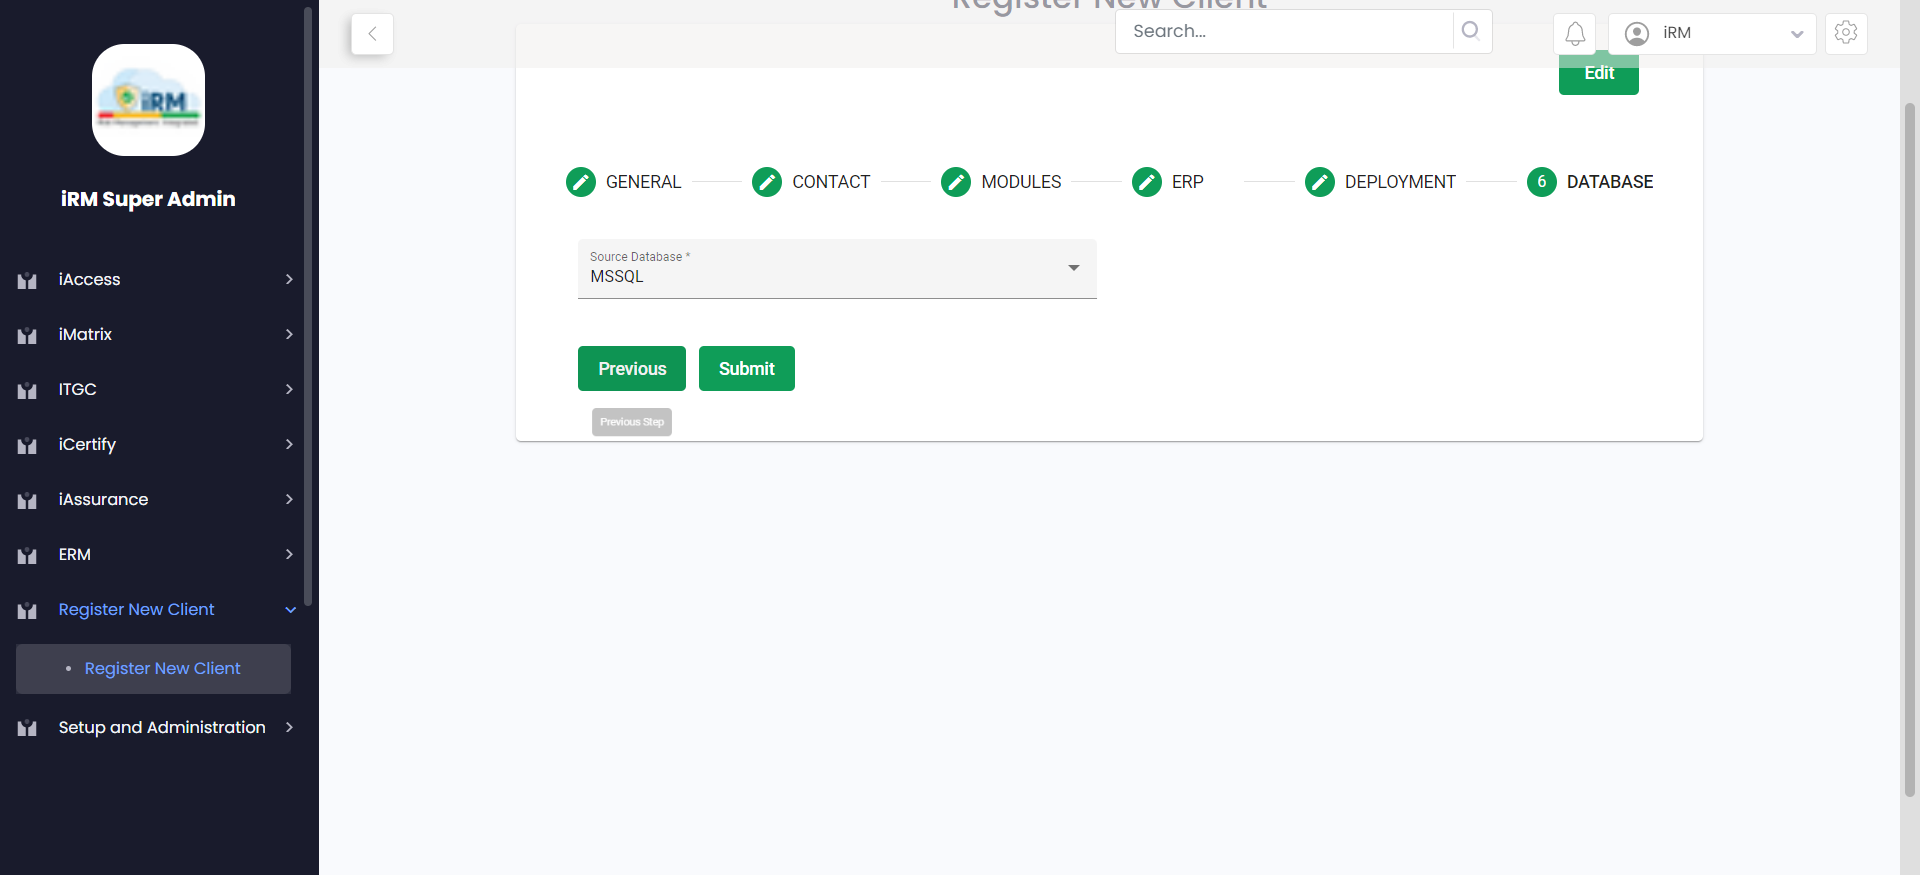 iRM
iRM Super Admin
iAccess
iMatrix
ITGC
iCertify
iAssurance
ERM
Register New Client
Register New Client
Setup and Administration
Register New Client
Search...
iRM
Edit
GENERAL
CONTACT
MODULES
ERP
DEPLOYMENT
6 DATABASE
Source Database *
MSSQL
Previous
Submit
Previous Step